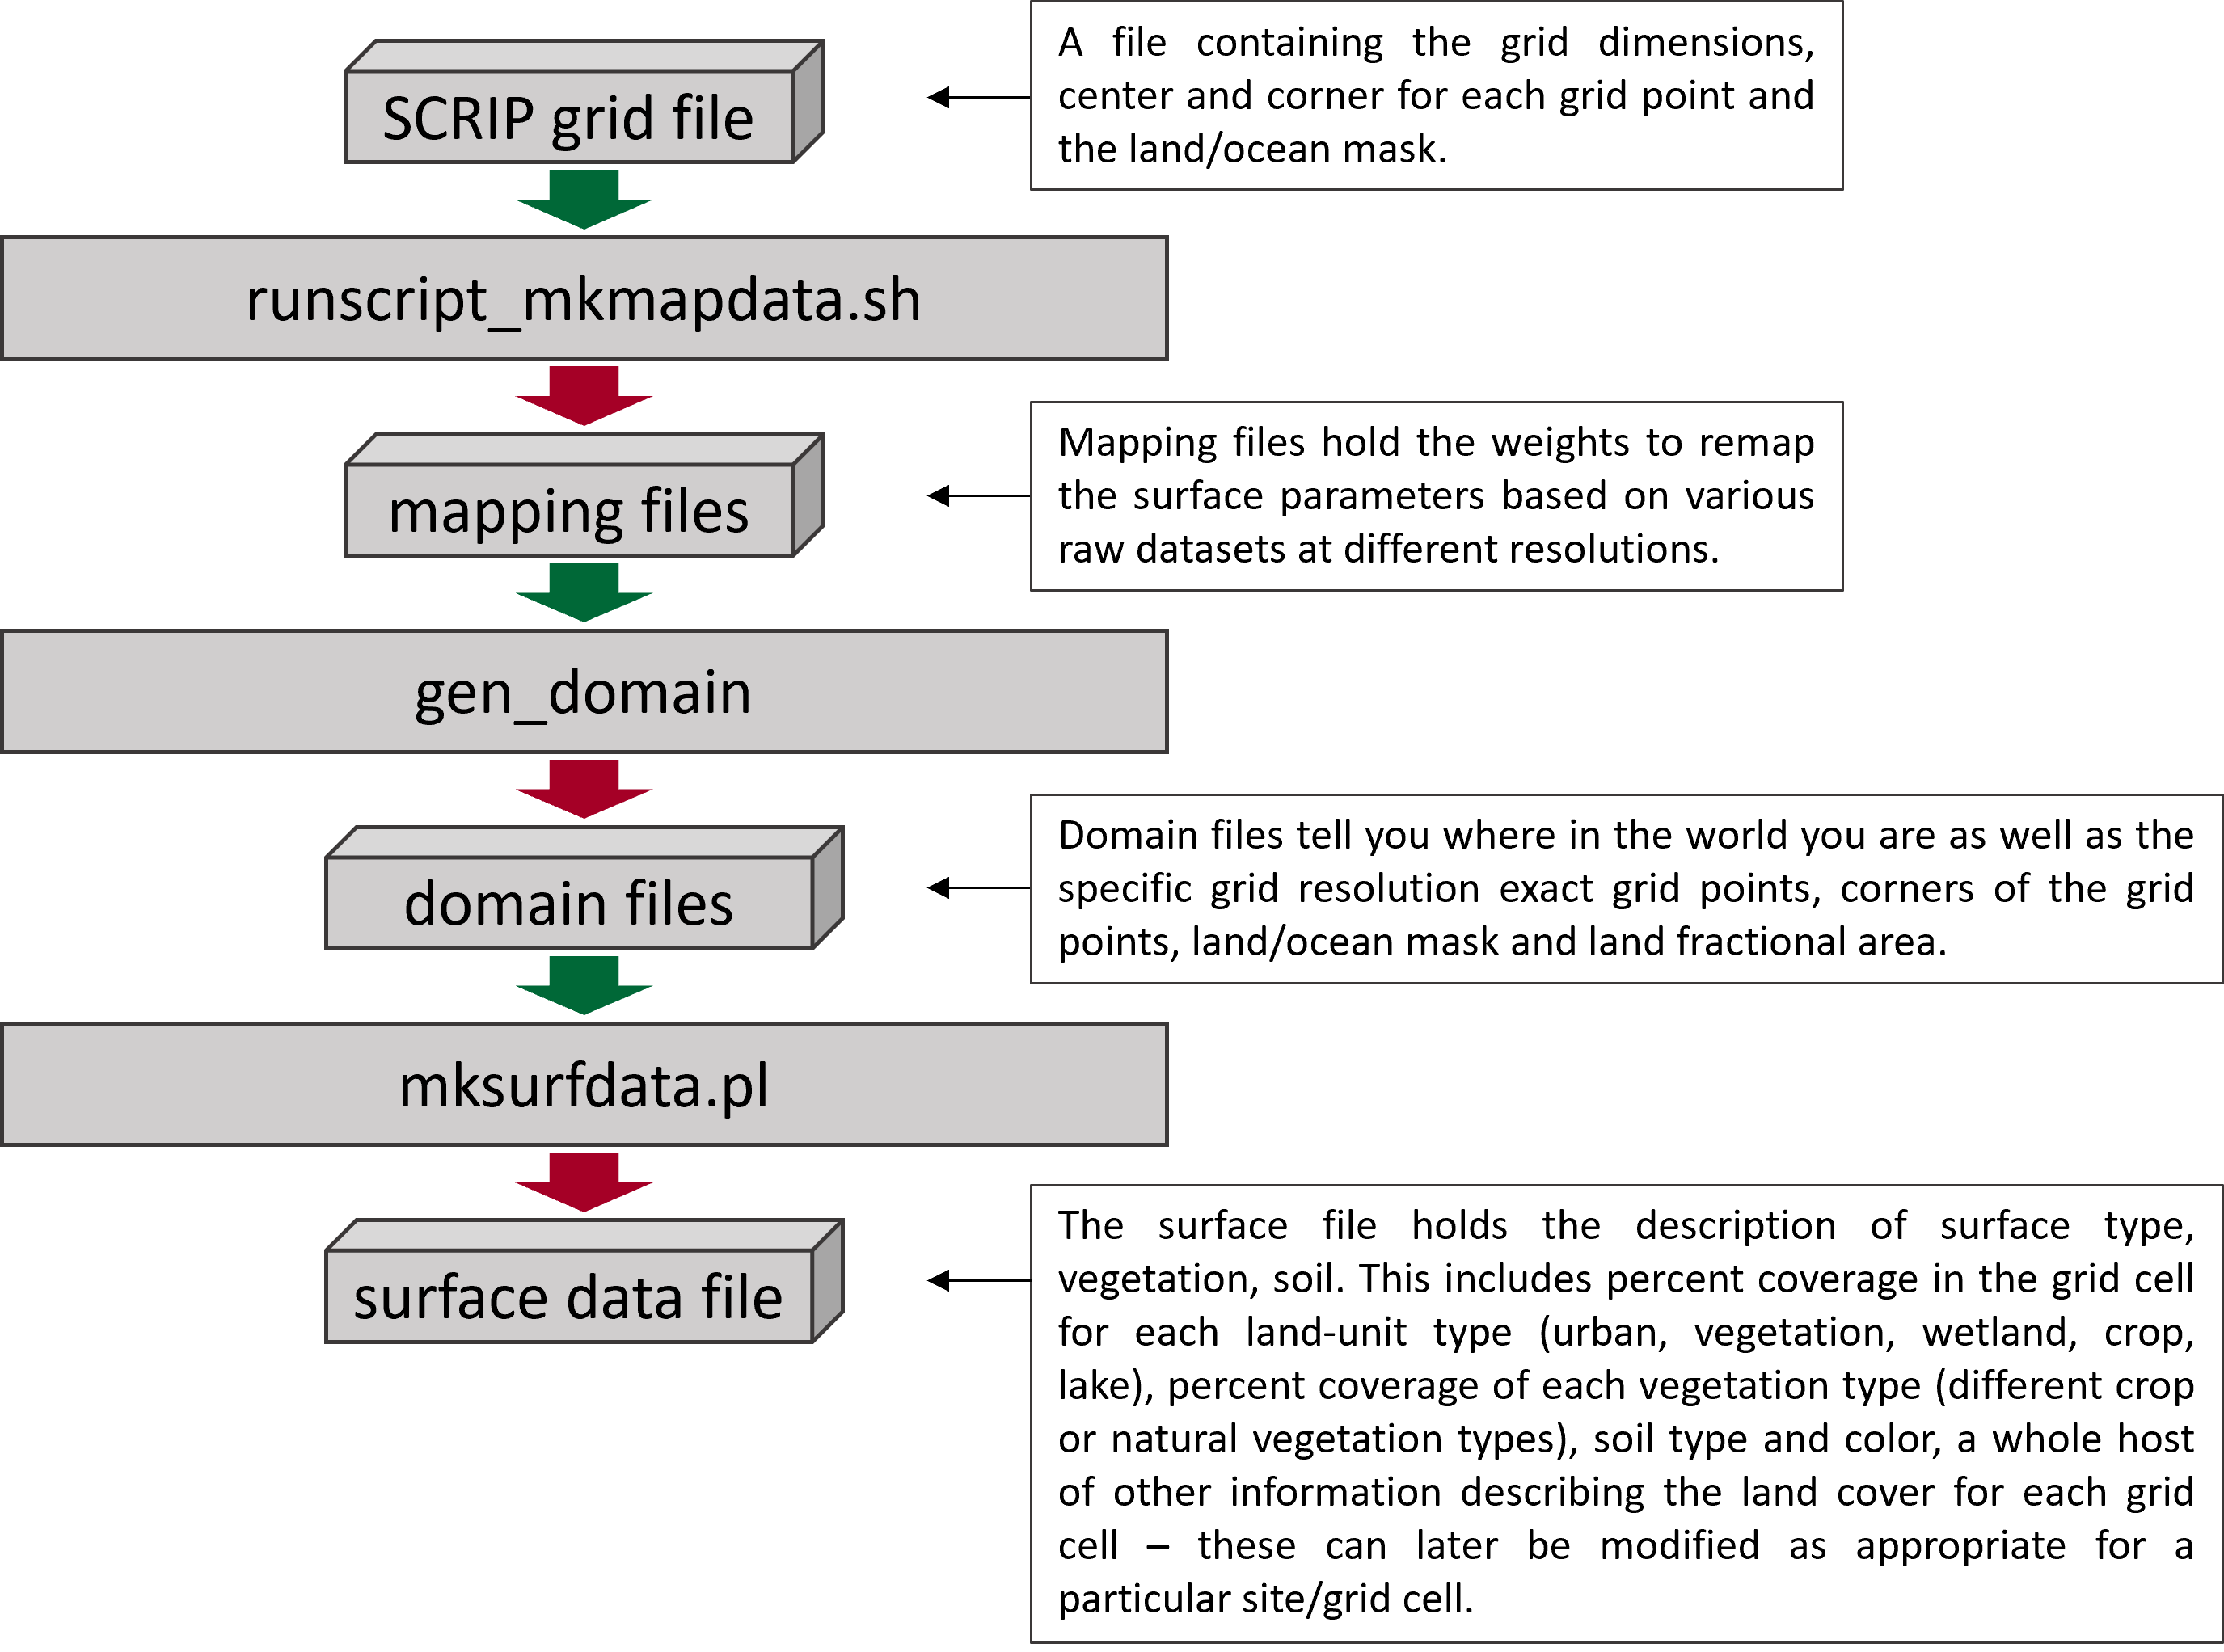 SCRIP grid file
A file containing the grid dimensions,
center and corner for each grid point and
the land/ocean mask.
runscript_mkmapdata.sh
mapping files
Mapping files hold the weights to remap
the surface parameters based on various
raw datasets at different resolutions.
gen_domain
domain files
Domain files tell you where in the world you are as well as the
specific grid resolution exact grid points, corners of the grid
points, land/ocean mask and land fractional area.
mksurfdata.pl
surface data file
The surface file holds the description of surface type,
vegetation, soil. This includes percent coverage in the grid cell
for each land-unit type (urban, vegetation, wetland, crop,
lake), percent coverage of each vegetation type (different crop
or natural vegetation types), soil type and color, a whole host
of other information describing the land cover for each grid
cell – these can later be modified as appropriate for a
particular site/grid cell.